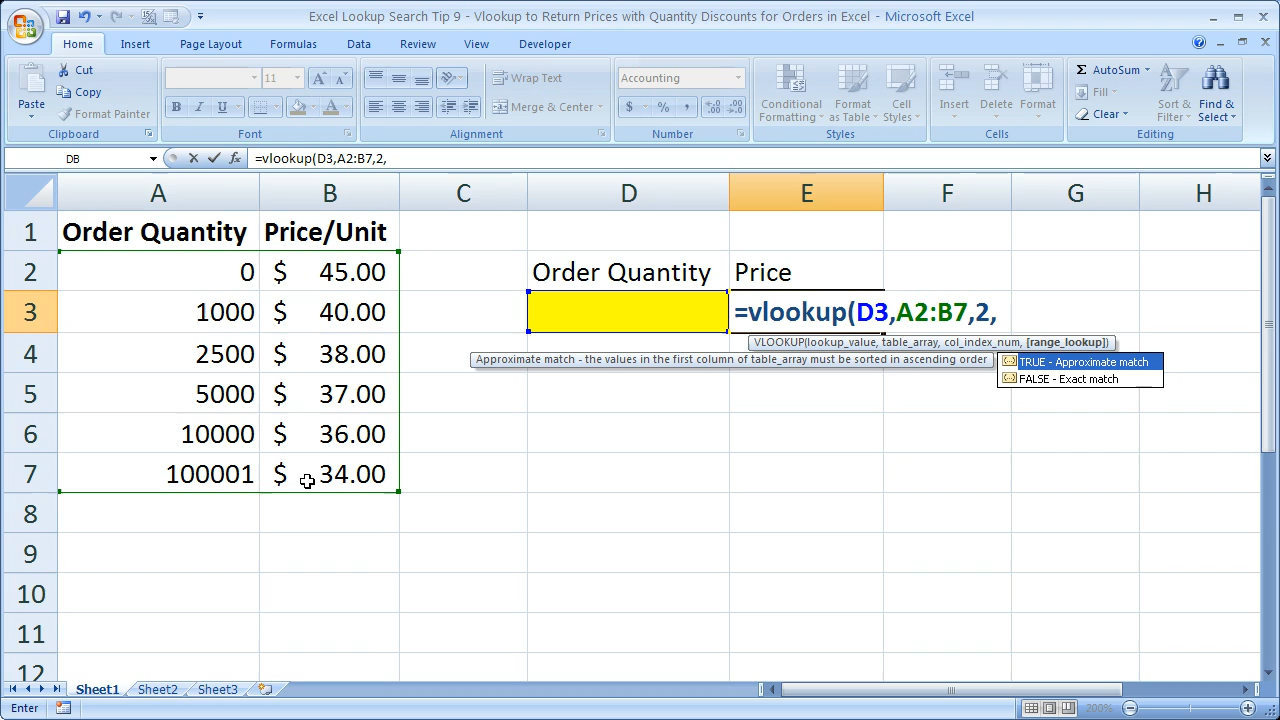 Excel Lookup Search Tip 3 - Vlookup to Return Prices with Quantity Discounts for Orders in Excel - Microsoft Excel
Home Insert Page Layout Formulas Data Review View Developer
Cut
Copy
Format Painter
Paste
Clipboard
11
B I U
Font
Wrap Text
Merge & Center
Alignment
Accounting
$ % ,
Number
Conditional Formatting
Format as Table
Cell Styles
Styles
Insert Delete Format
Cells
AutoSum
Fill
Clear
Sort & Filter
Find & Select
Editing
DB
=vlookup(D3,A2:B7,2,
A B C D E F G H
1 Order Quantity Price/Unit
2 0 $ 45.00 Order Quantity Price
3 1000 $ 40.00 =vlookup(D3,A2:B7,2,
VLOOKUP(lookup_value, table_array, col_index_num, [range_lookup])
Approximate match - the values in the first column of table_array must be sorted in ascending order
TRUE - Approximate match
FALSE - Exact match
4 2500 $ 38.00
5 5000 $ 37.00
6 10000 $ 36.00
7 100001 $ 34.00
8
9
10
11
12
Sheet1 Sheet2 Sheet3
Enter
200%